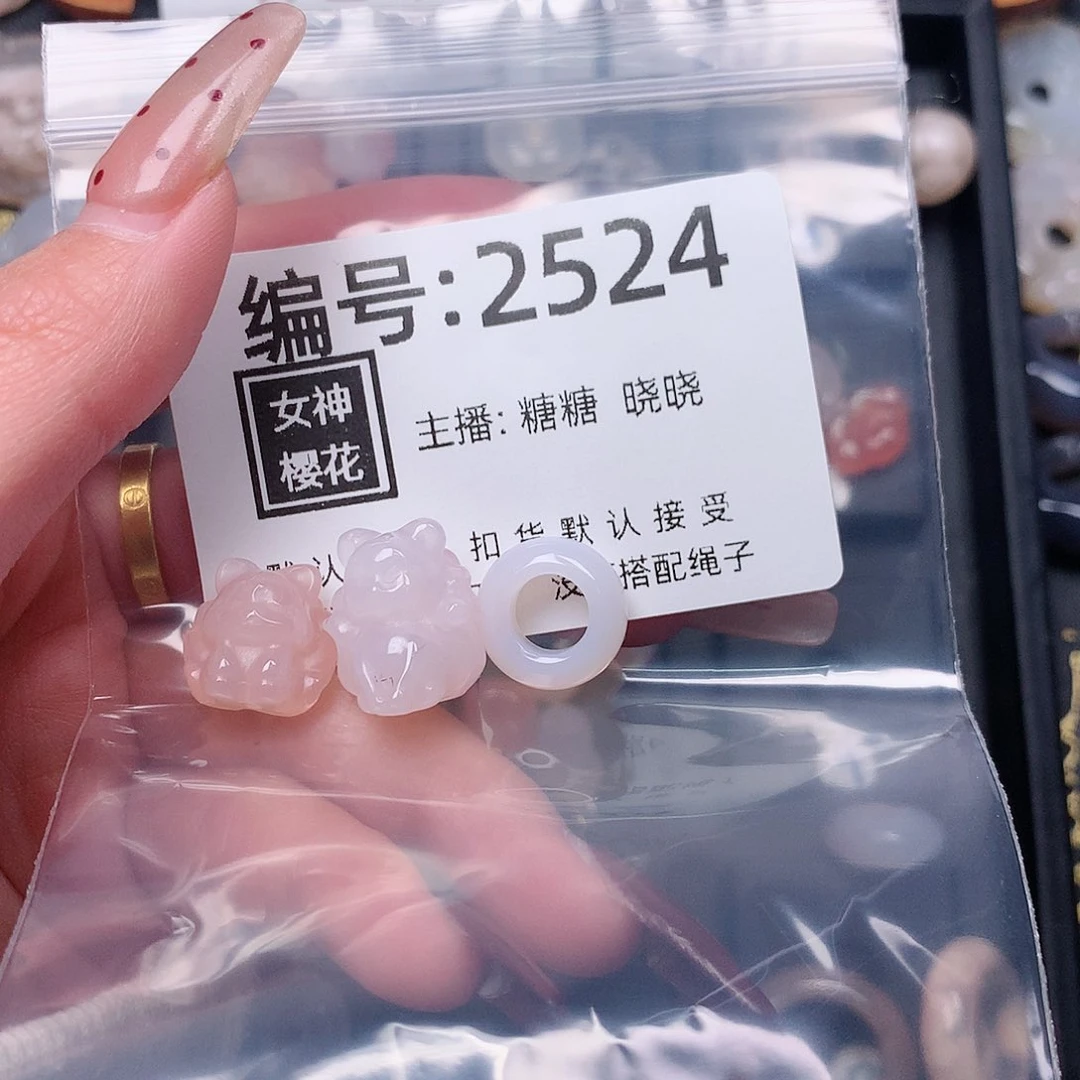 编号:2524
女神
樱花
主播: 糖糖 晓晓
扣货默认接受
搭配绳子